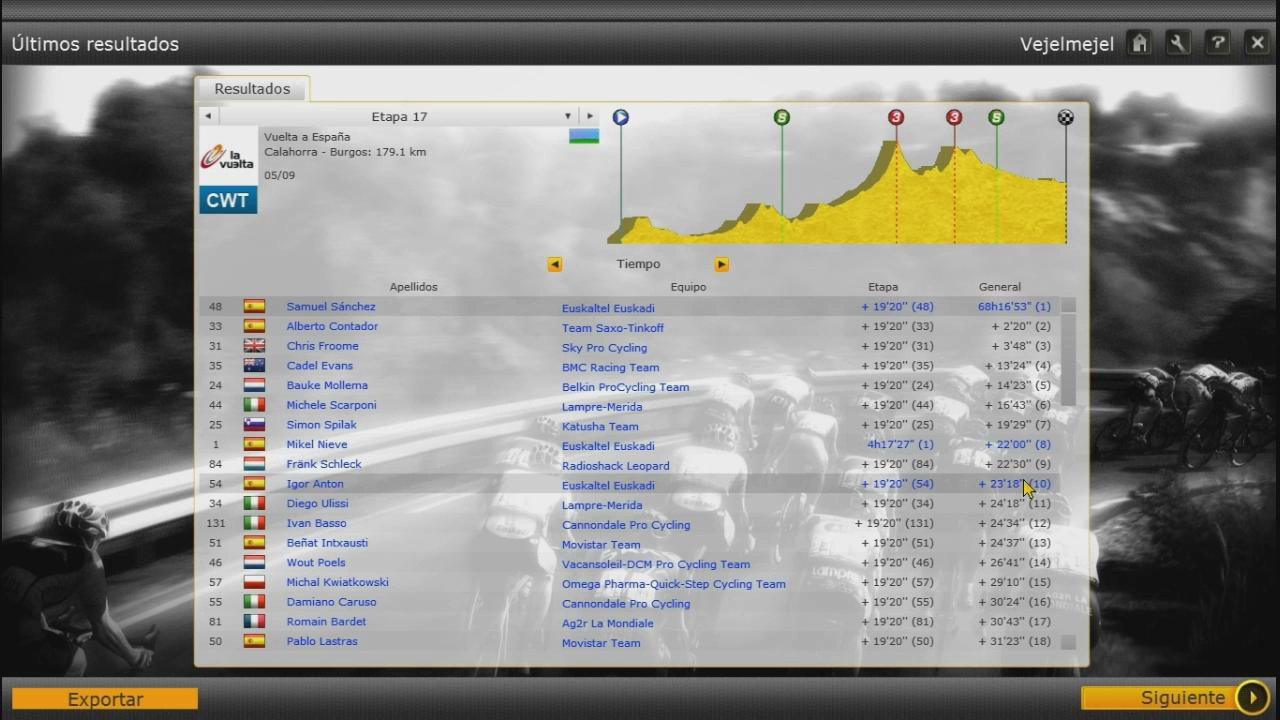 Últimos resultados
Vejelmejel
Resultados
Etapa 17
la vuelta
CWT
Vuelta a España
Calahorra - Burgos: 179.1 km
05/09
S 3 3 S
Tiempo
Apellidos Equipo Etapa General
48 Samuel Sánchez Euskaltel Euskadi + 19'20'' (48) 68h16'53'' (1)
33 Alberto Contador Team Saxo-Tinkoff + 19'20'' (33) + 2'20'' (2)
31 Chris Froome Sky Pro Cycling + 19'20'' (31) + 3'48'' (3)
35 Cadel Evans BMC Racing Team + 19'20'' (35) + 13'24'' (4)
24 Bauke Mollema Belkin ProCycling Team + 19'20'' (24) + 14'23'' (5)
44 Michele Scarponi Lampre-Merida + 19'20'' (44) + 16'43'' (6)
25 Simon Spilak Katusha Team + 19'20'' (25) + 19'29'' (7)
1 Mikel Nieve Euskaltel Euskadi 4h17'27'' (1) + 22'00'' (8)
84 Fränk Schleck Radioshack Leopard + 19'20'' (84) + 22'30'' (9)
54 Igor Anton Euskaltel Euskadi + 19'20'' (54) + 23'18'' (10)
34 Diego Ulissi Lampre-Merida + 19'20'' (34) + 24'18'' (11)
131 Ivan Basso Cannondale Pro Cycling + 19'20'' (131) + 24'34'' (12)
51 Beñat Intxausti Movistar Team + 19'20'' (51) + 24'37'' (13)
46 Wout Poels Vacansoleil-DCM Pro Cycling Team + 19'20'' (46) + 26'41'' (14)
57 Michal Kwiatkowski Omega Pharma-Quick-Step Cycling Team + 19'20'' (57) + 29'10'' (15)
55 Damiano Caruso Cannondale Pro Cycling + 19'20'' (55) + 30'24'' (16)
81 Romain Bardet Ag2r La Mondiale + 19'20'' (81) + 30'43'' (17)
50 Pablo Lastras Movistar Team + 19'20'' (50) + 31'23'' (18)
Exportar
Siguiente